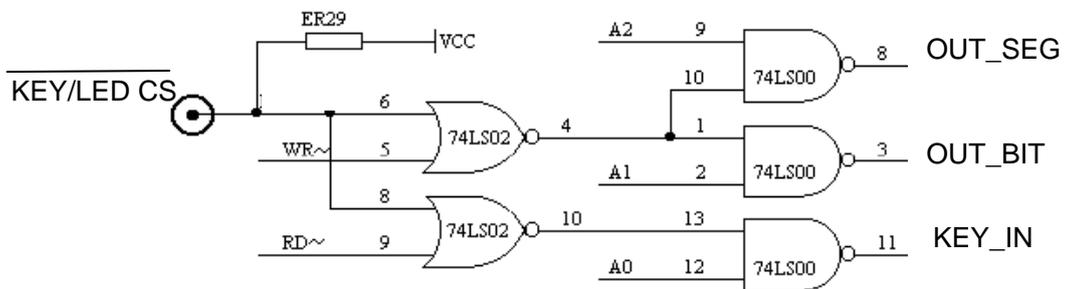 ER29
VCC
A2 9
8 OUT_SEG
74LS00
10
KEY/LED CS
6
74LS02 4
1
WR~ 5
3 OUT_BIT
74LS00
A1 2
8
74LS02 10
13
RD~ 9
11 KEY_IN
74LS00
A0 12